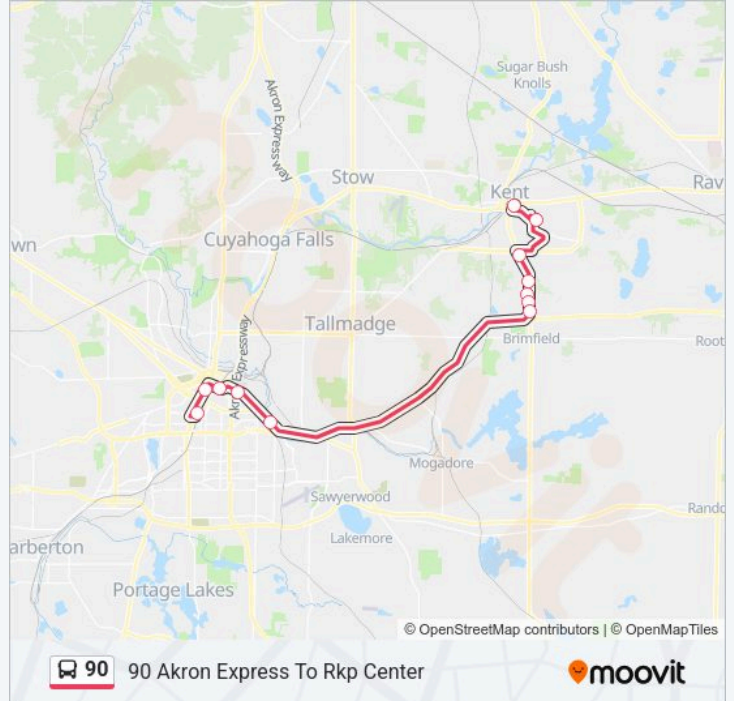 Sugar Bush
Knolls
Akron Expressway
Stow
Kent
Rav
wn
Cuyahoga Falls
Tallmadge
Akron Expressway
Brimfield
Root
Mogadore
Sawyerwood
Rando
Lakemore
arberton
Portage Lakes
© OpenStreetMap contributors | © OpenMapTiles
90 90 Akron Express To Rkp Center
moovit